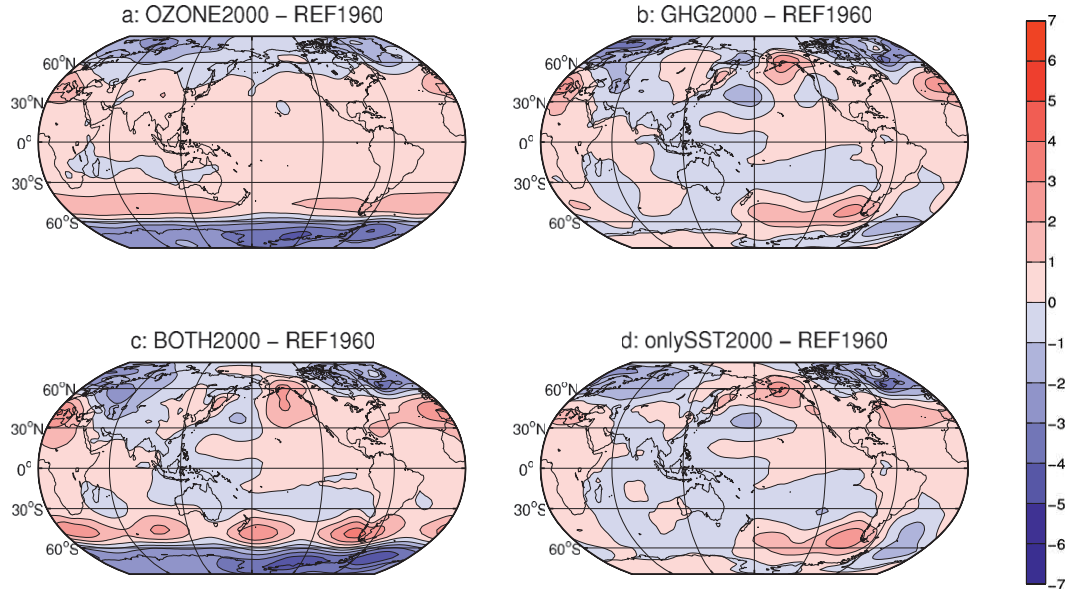 a: OZONE2000 − REF1960
b: GHG2000 − REF1960
60°N
30°N
0°
30°S
60°S
60°N
30°N
0°
30°S
60°S
c: BOTH2000 − REF1960
d: onlySST2000 − REF1960
60°N
30°N
0°
30°S
60°S
60°N
30°N
0°
30°S
60°S
7
6
5
4
3
2
1
0
−1
−2
−3
−4
−5
−6
−7